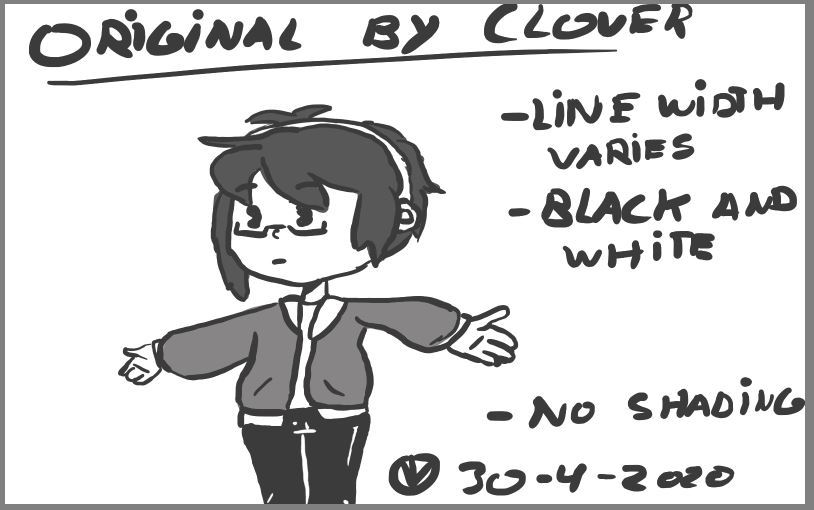 ORiGiNAL BY CLOVER
-LiNE WiDTH
VARiES
-BLACK AND
WHiTE
- NO SHADiNG
30-4-2020